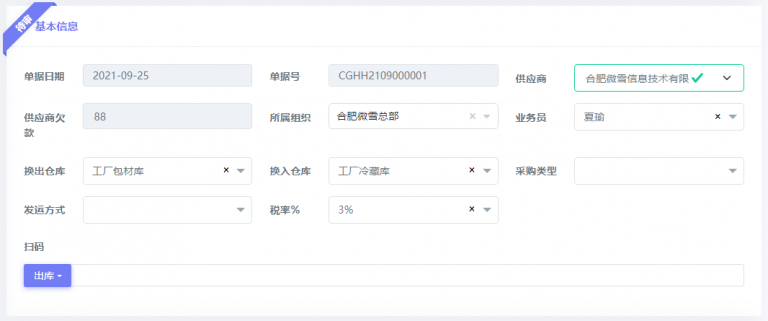 待审
基本信息
单据日期 2021-09-25 单据号 CGHH2109000001 供应商 合肥微雪信息技术有限
供应商欠款 88 所属组织 合肥微雪总部 × 业务员 夏瑜 ×
换出仓库 工厂包材库 × 换入仓库 工厂冷藏库 × 采购类型
发运方式 税率% 3% ×
扫码
出库